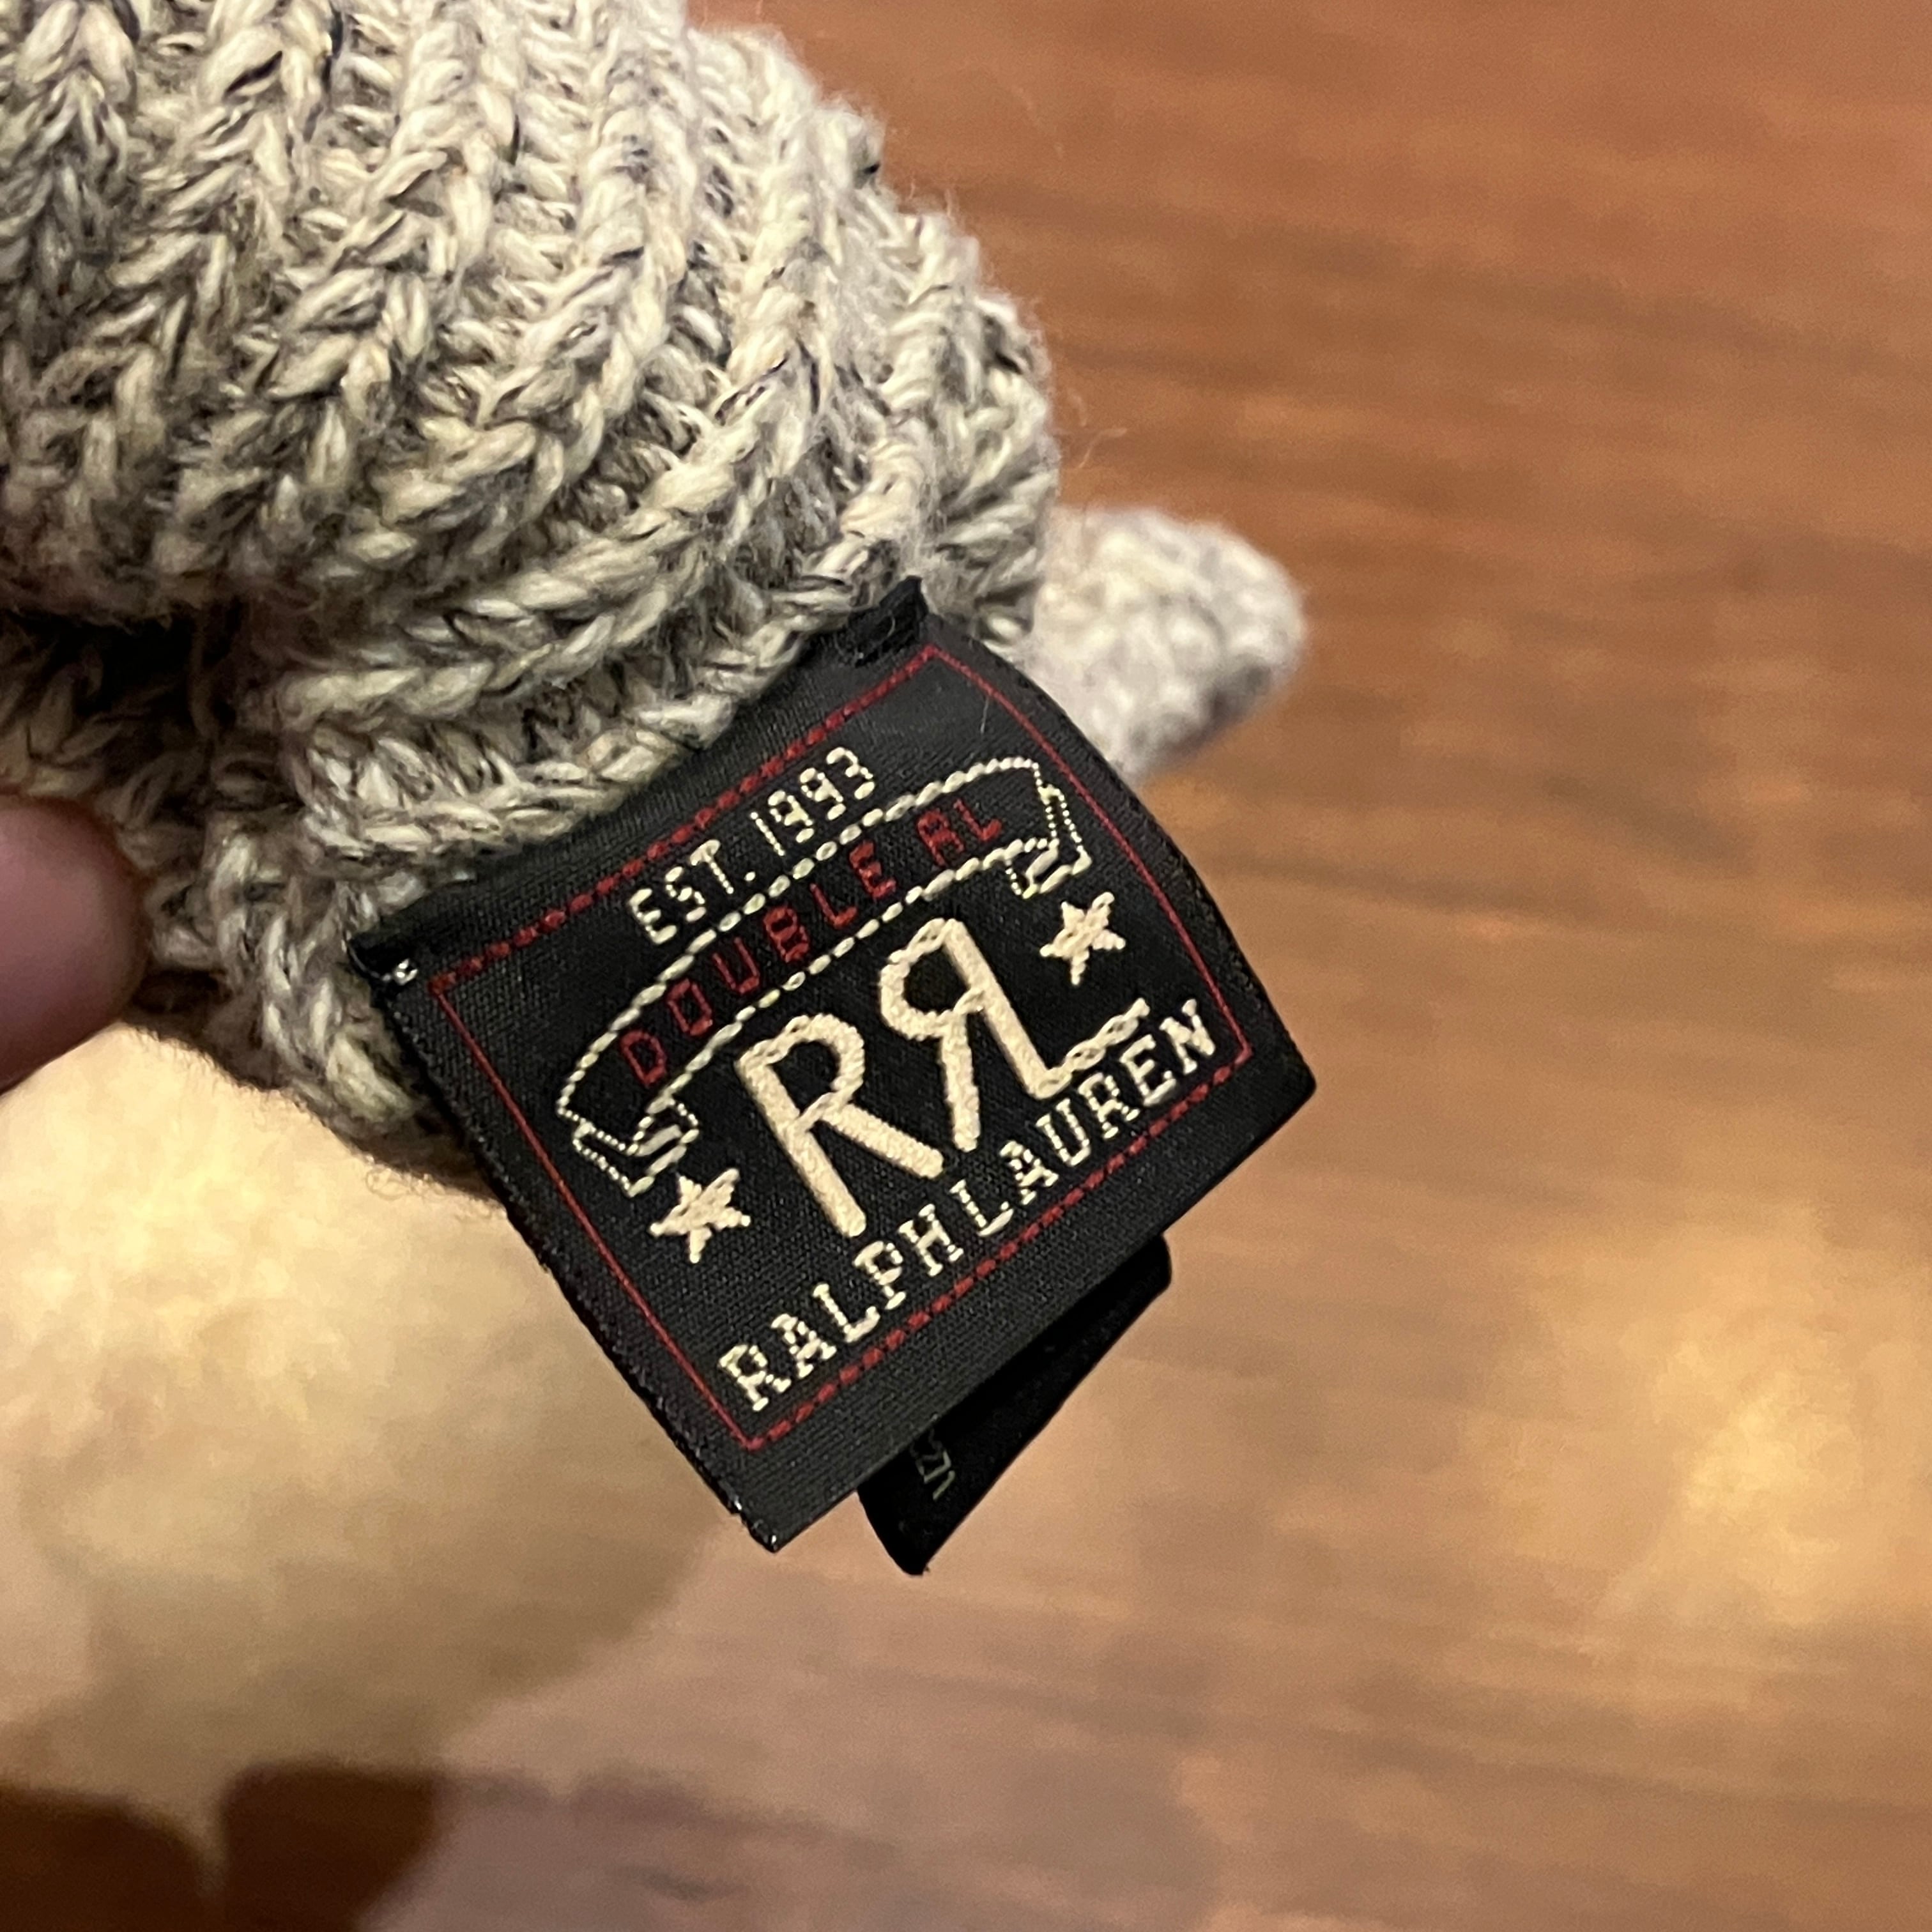 EST. 1993
DOUBLE RL
RRL
RALPH LAUREN